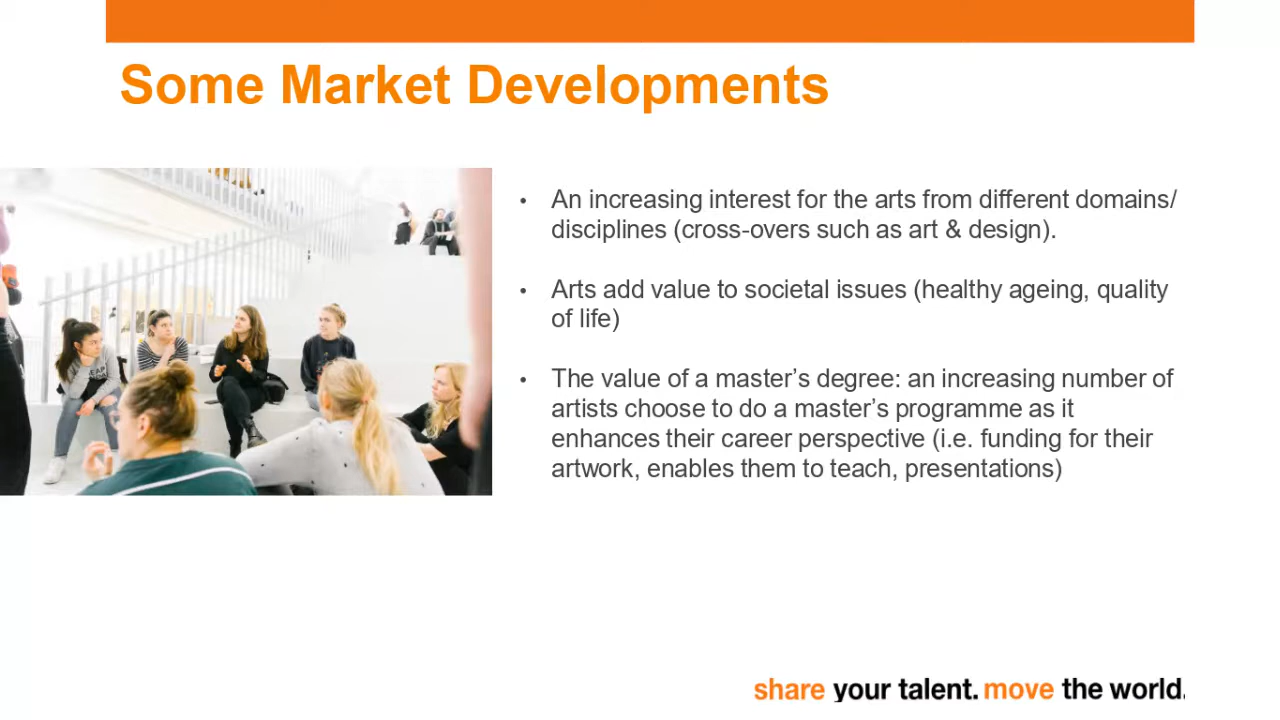 Some Market Developments
• An increasing interest for the arts from different domains/
disciplines (cross-overs such as art & design).
• Arts add value to societal issues (healthy ageing, quality
of life)
• The value of a master’s degree: an increasing number of
artists choose to do a master’s programme as it
enhances their career perspective (i.e. funding for their
artwork, enables them to teach, presentations)
share your talent. move the world.